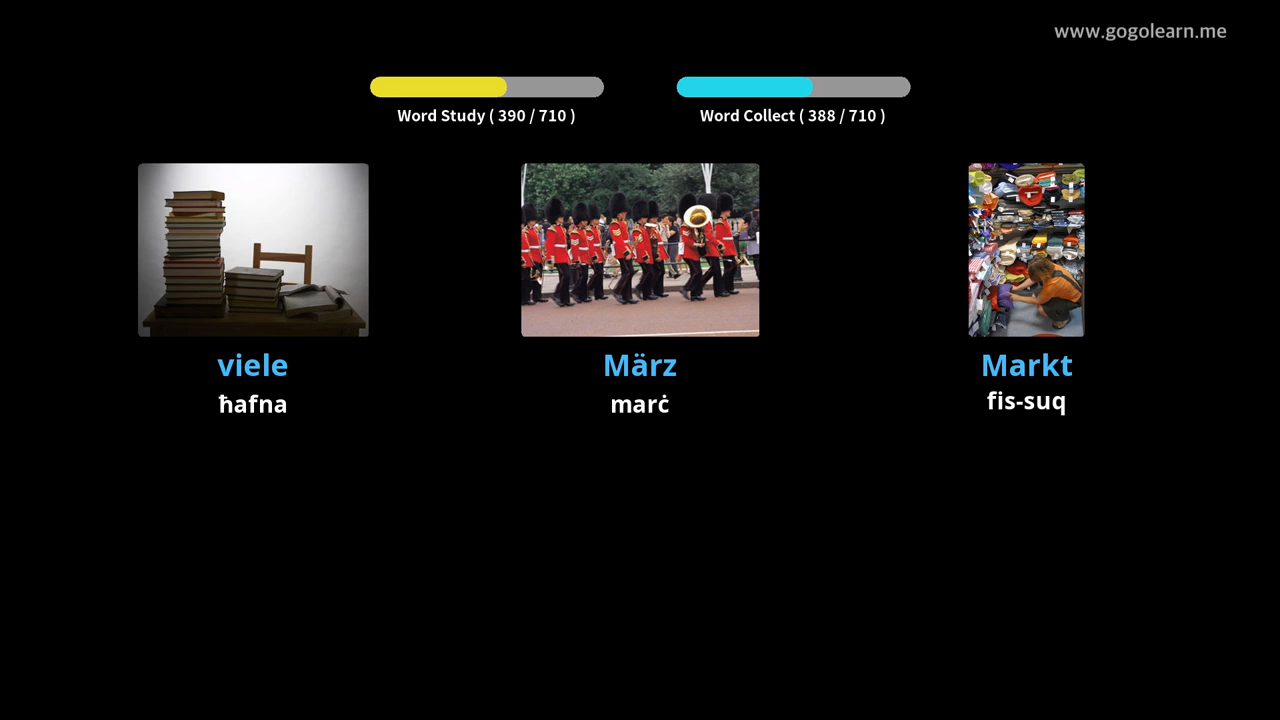 www.gogolearn.me
Word Study ( 390 / 710 )
Word Collect ( 388 / 710 )
viele
ħafna
März
marċ
Markt
fis-suq